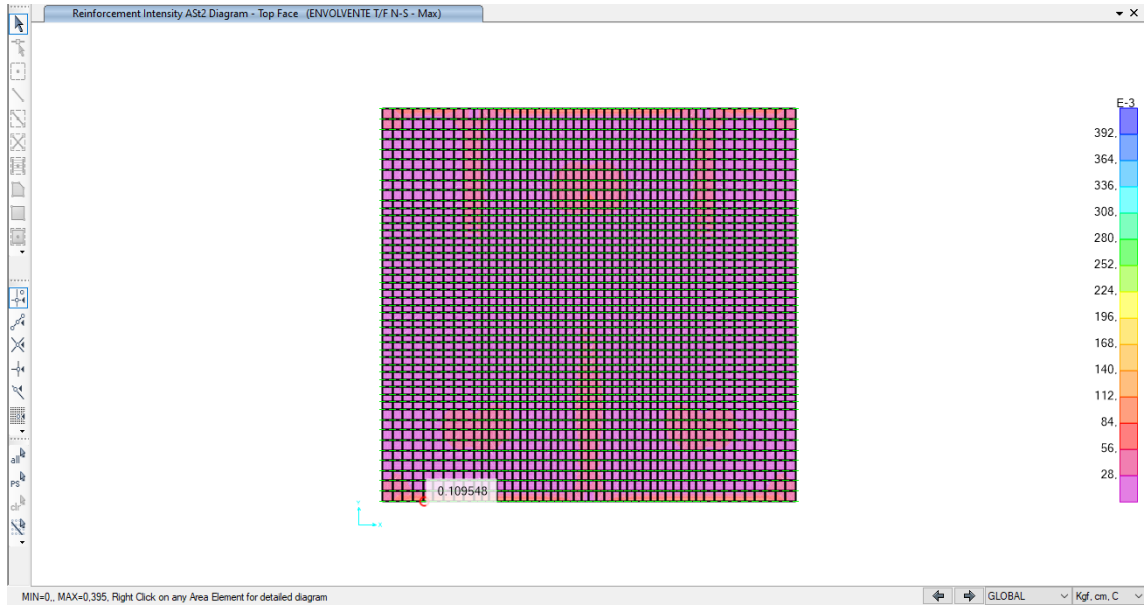 Reinforcement Intensity ASt2 Diagram - Top Face (ENVOLVENTE T/F N-S - Max)
E-3
392,
364,
336,
308,
280,
252,
224,
196,
168,
140,
112,
84,
56,
28,
all
PS
clr
0.109548
Y
X
MIN=0,, MAX=0,395, Right Click on any Area Element for detailed diagram
GLOBAL
Kgf, cm, C